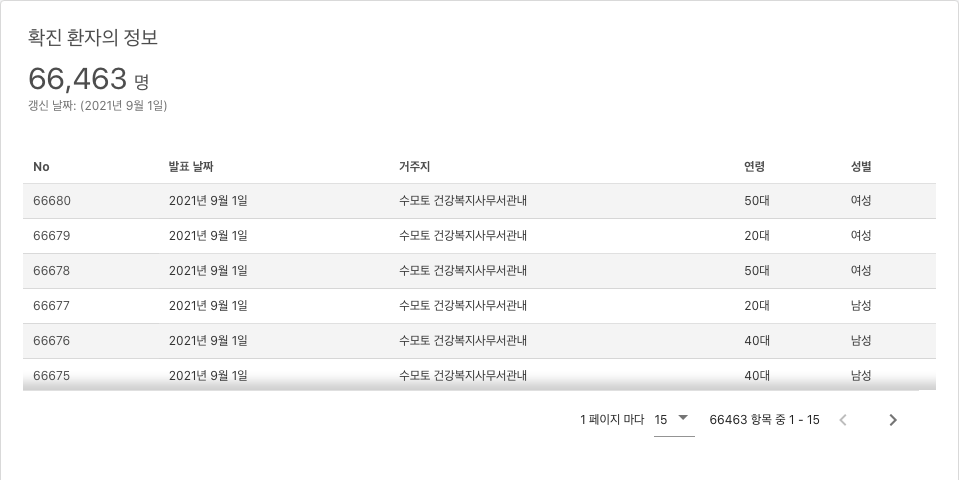 확진 환자의 정보
66,463 명
갱신 날짜: (2021년 9월 1일)
No 발표 날짜 거주지 연령 성별
66680 2021년 9월 1일 수모토 건강복지사무서관내 50대 여성
66679 2021년 9월 1일 수모토 건강복지사무서관내 20대 여성
66678 2021년 9월 1일 수모토 건강복지사무서관내 50대 여성
66677 2021년 9월 1일 수모토 건강복지사무서관내 20대 남성
66676 2021년 9월 1일 수모토 건강복지사무서관내 40대 남성
66675 2021년 9월 1일 수모토 건강복지사무서관내 40대 남성
1 페이지 마다 15 66463 항목 중 1 - 15